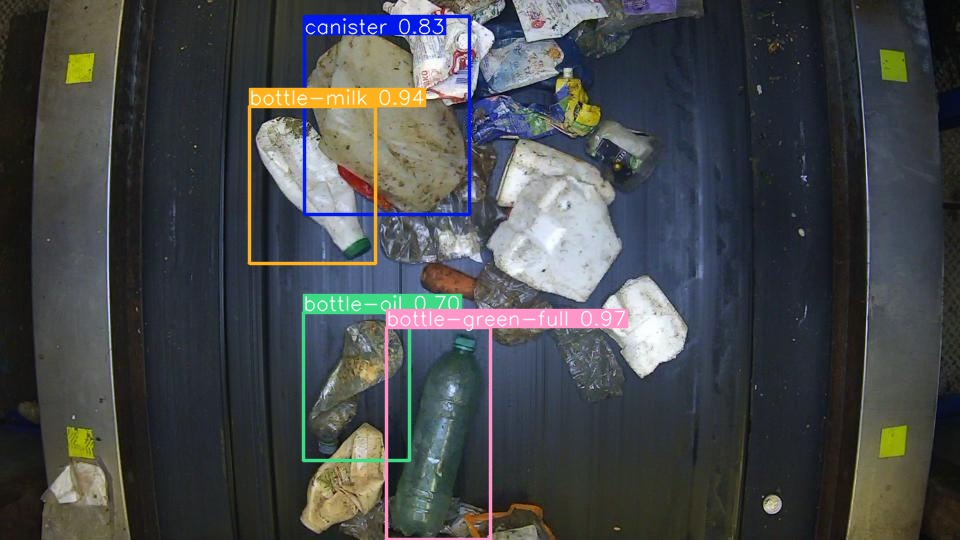 canister 0.83
bottle-milk 0.94
bottle-oil 0.70
bottle-green-full 0.97